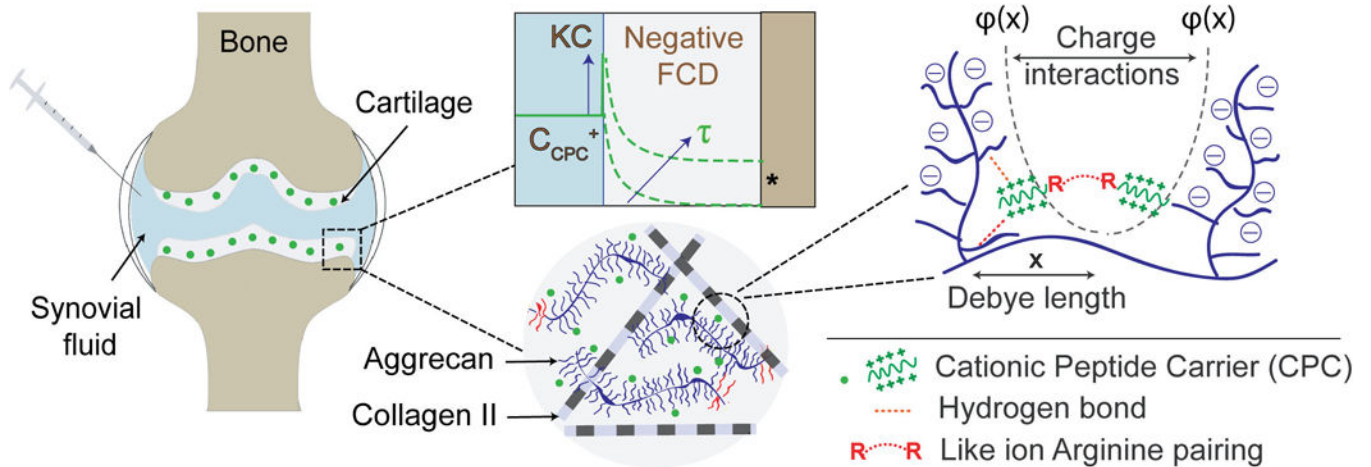 Bone
Cartilage
Synovial
fluid
KC
Negative
FCD
C_CPC^+
τ
*
Aggrecan
Collagen II
φ(x)
φ(x)
Charge
interactions
R
R
x
Debye length
Cationic Peptide Carrier (CPC)
Hydrogen bond
R R
Like ion Arginine pairing